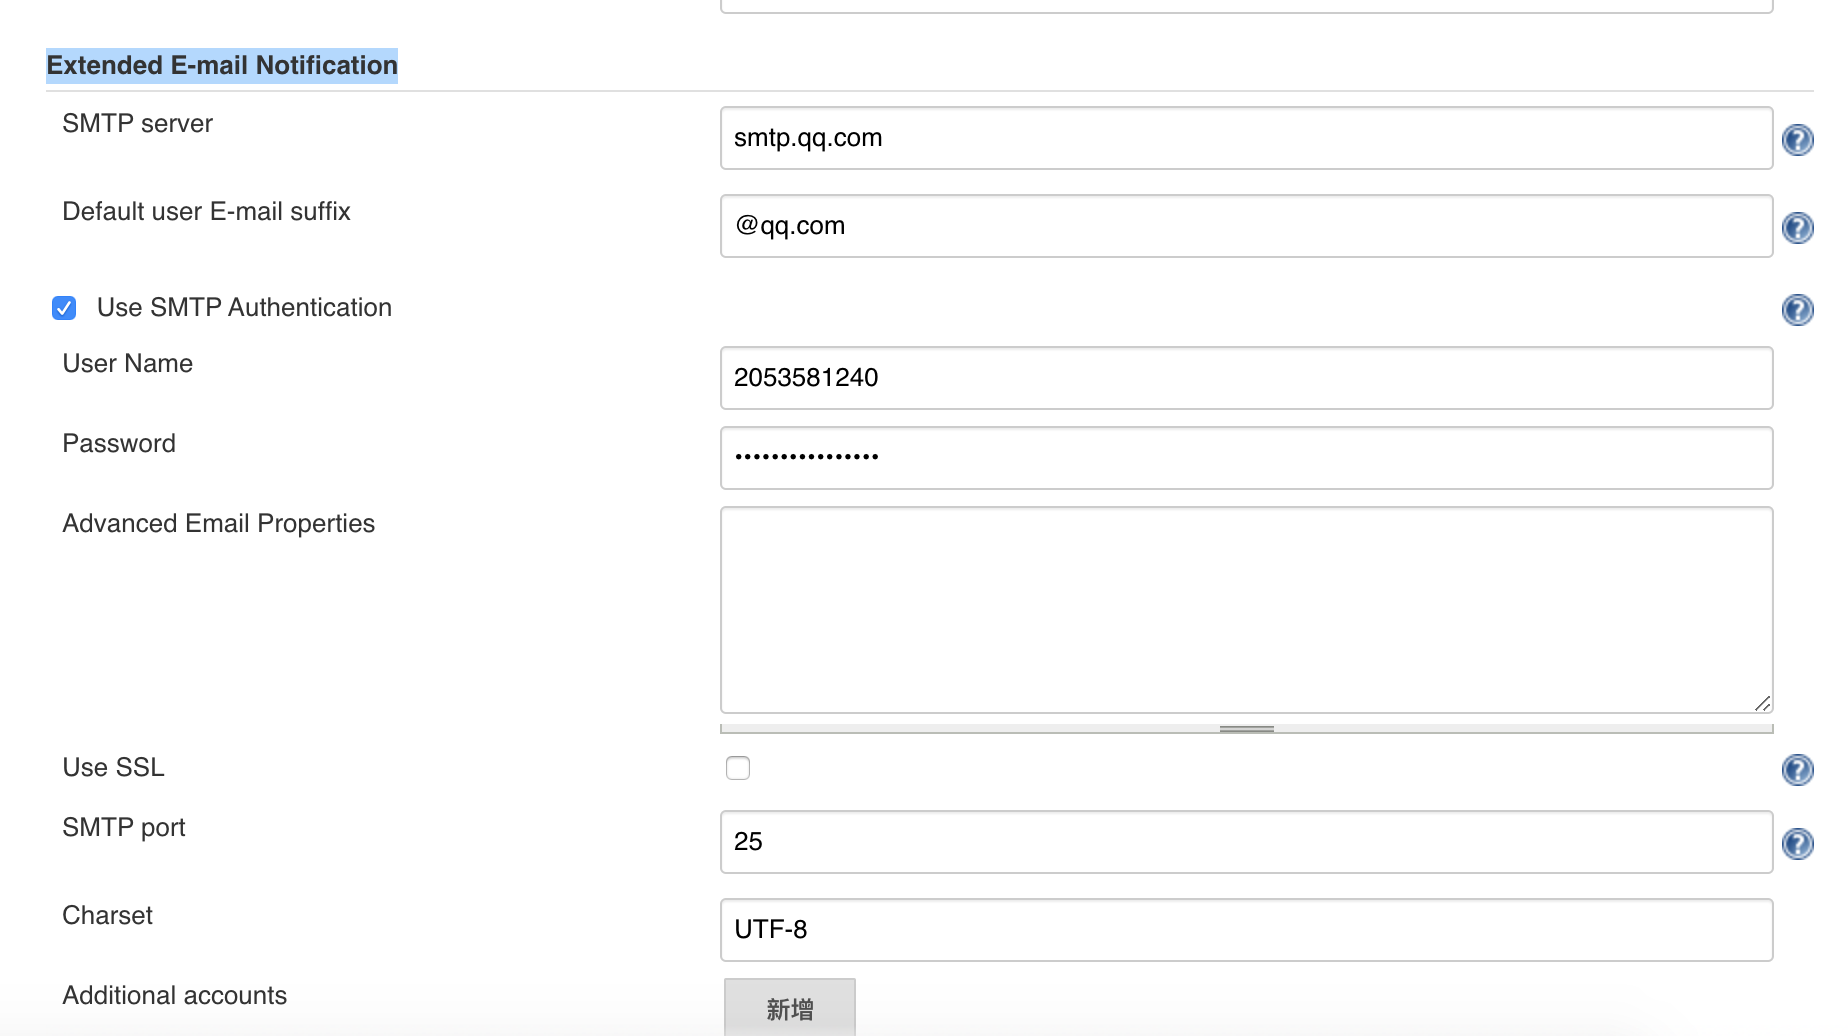 Extended E-mail Notification
SMTP server
smtp.qq.com
Default user E-mail suffix
@qq.com
Use SMTP Authentication
User Name
2053581240
Password
••••••••••••••••
Advanced Email Properties
Use SSL
SMTP port
25
Charset
UTF-8
Additional accounts
新增